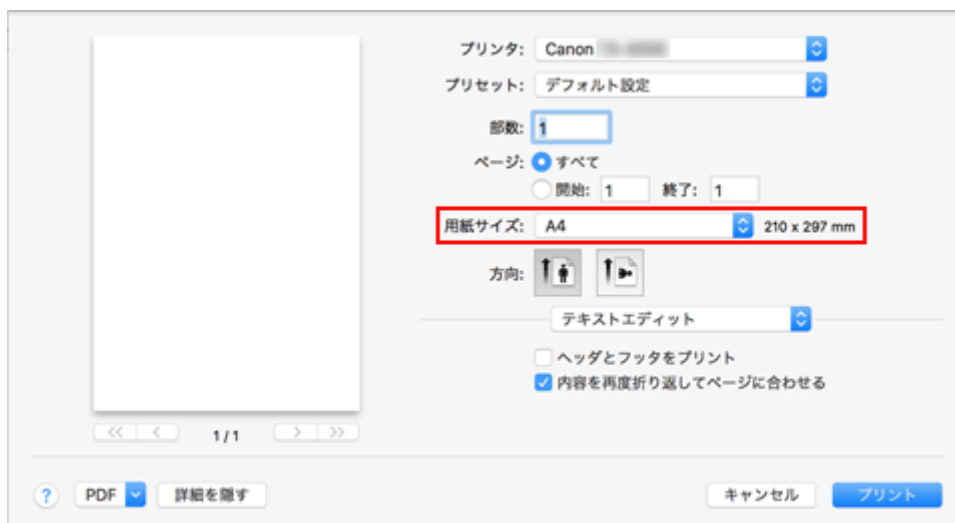 プリンタ: Canon
プリセット: デフォルト設定
部数: 1
ページ: すべて
開始: 1 終了: 1
用紙サイズ: A4 210 x 297 mm
方向:
テキストエディット
ヘッダとフッタをプリント
内容を再度折り返してページに合わせる
<< < 1 / 1 > >>
? PDF 詳細を隠す キャンセル プリント